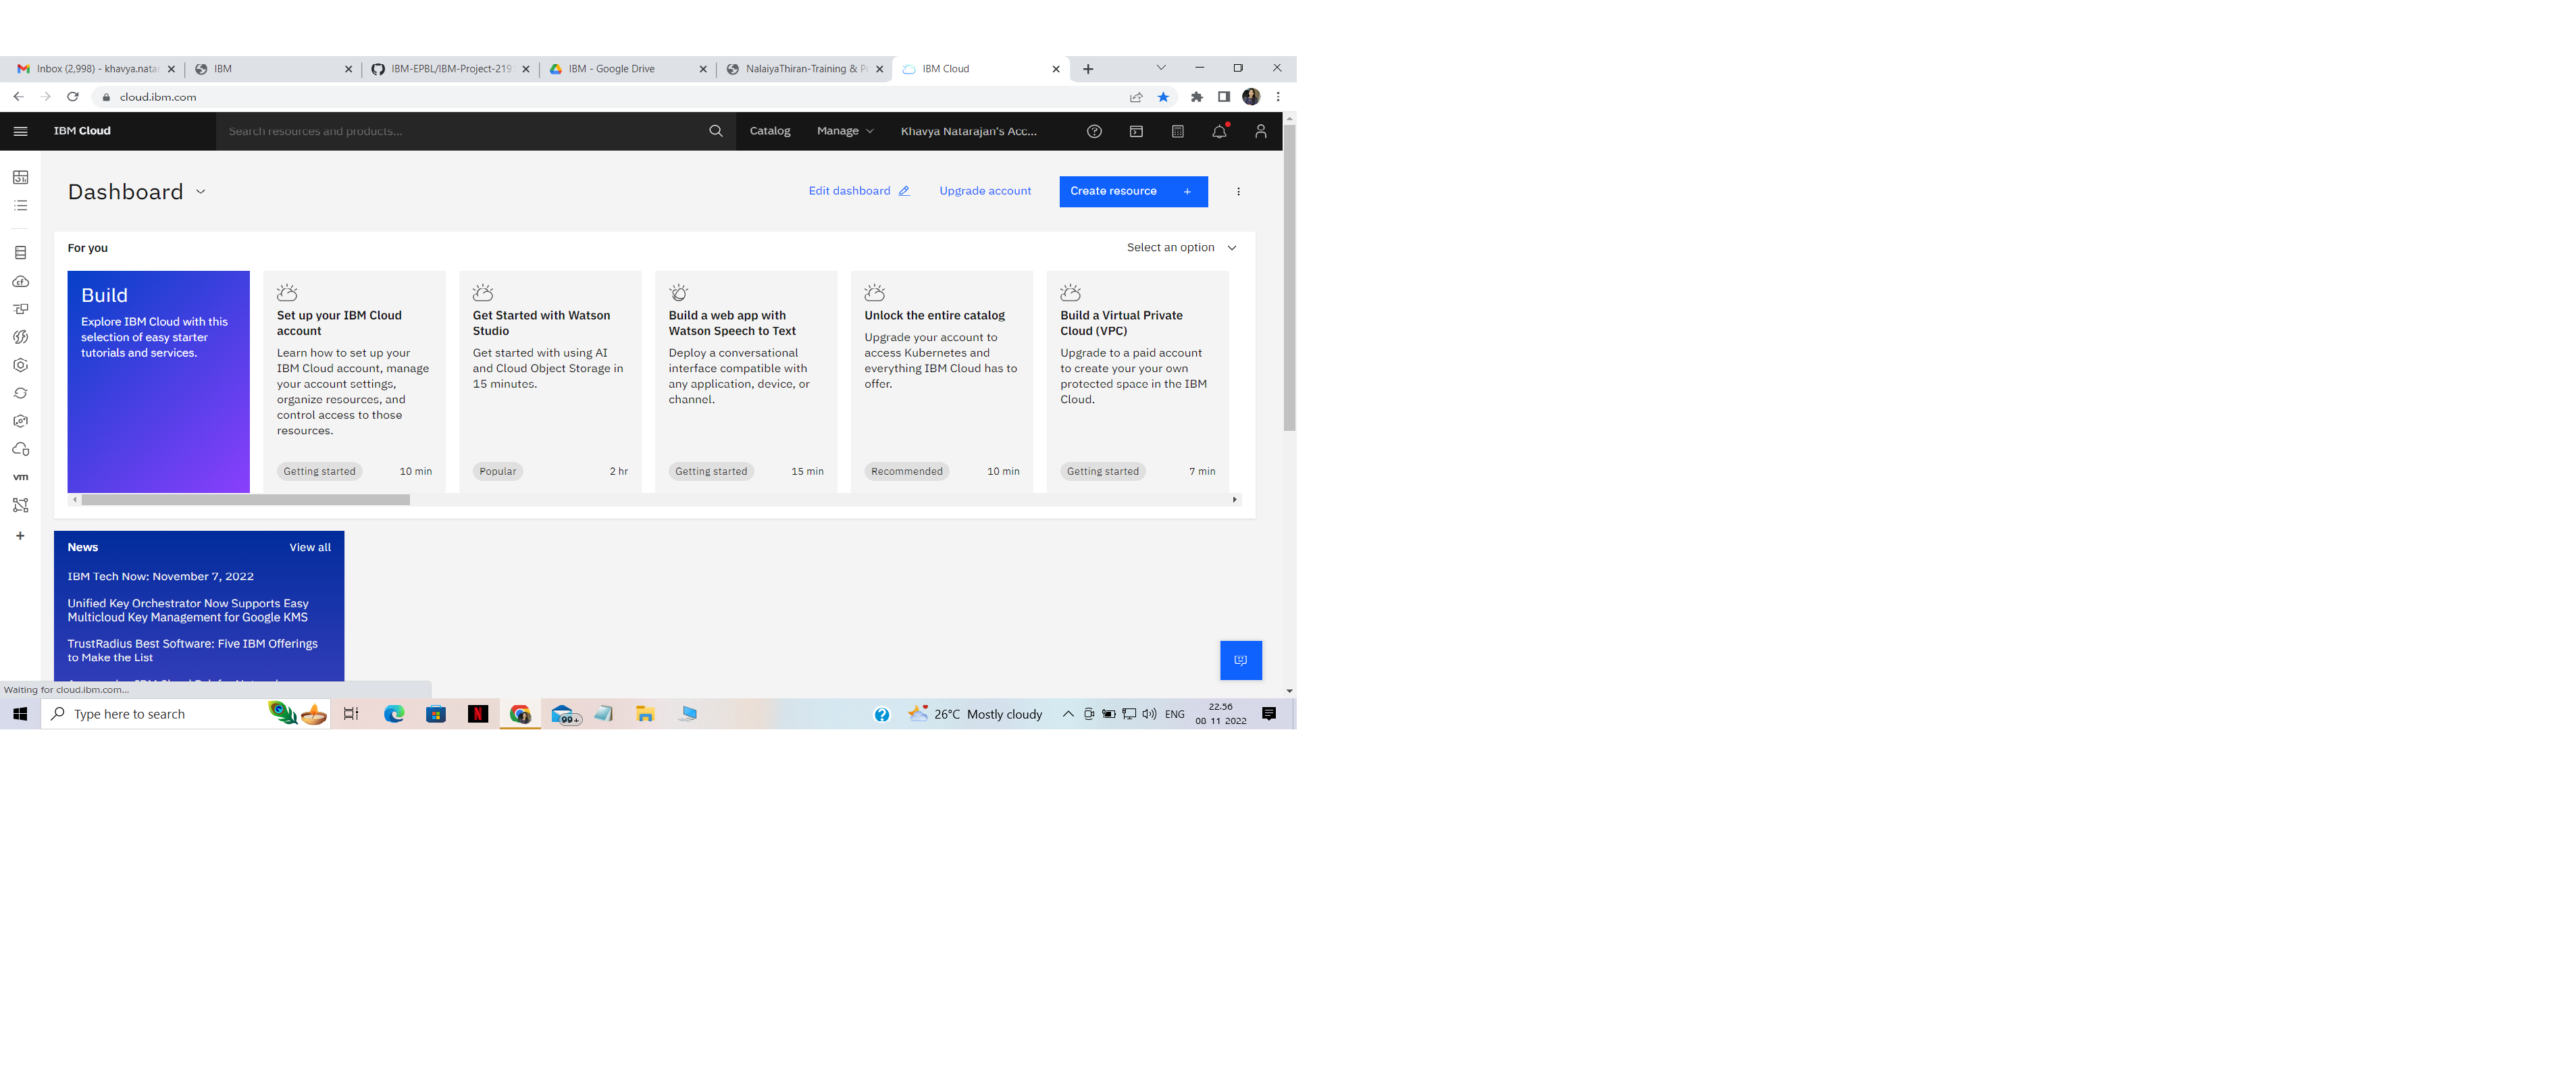 Inbox (2,998) - khavya.nata
IBM
IBM-EPBL/IBM-Project-219
IBM - Google Drive
NalaiyaThiran-Training & P
IBM Cloud
cloud.ibm.com
IBM Cloud
Search resources and products...
Catalog
Manage
Khavya Natarajan's Acc...
Dashboard
Edit dashboard
Upgrade account
Create resource +
For you
Select an option
Build
Explore IBM Cloud with this
selection of easy starter
tutorials and services.
Set up your IBM Cloud
account
Learn how to set up your
IBM Cloud account, manage
your account settings,
organize resources, and
control access to those
resources.
Getting started
10 min
Get Started with Watson
Studio
Get started with using AI
and Cloud Object Storage in
15 minutes.
Popular
2 hr
Build a web app with
Watson Speech to Text
Deploy a conversational
interface compatible with
any application, device, or
channel.
Getting started
15 min
Unlock the entire catalog
Upgrade your account to
access Kubernetes and
everything IBM Cloud has to
offer.
Recommended
10 min
Build a Virtual Private
Cloud (VPC)
Upgrade to a paid account
to create your your own
protected space in the IBM
Cloud.
Getting started
7 min
vm
News
View all
IBM Tech Now: November 7, 2022
Unified Key Orchestrator Now Supports Easy
Multicloud Key Management for Google KMS
TrustRadius Best Software: Five IBM Offerings
to Make the List
Waiting for cloud.ibm.com...
Type here to search
99+
26°C Mostly cloudy
ENG
22:56
08-11-2022